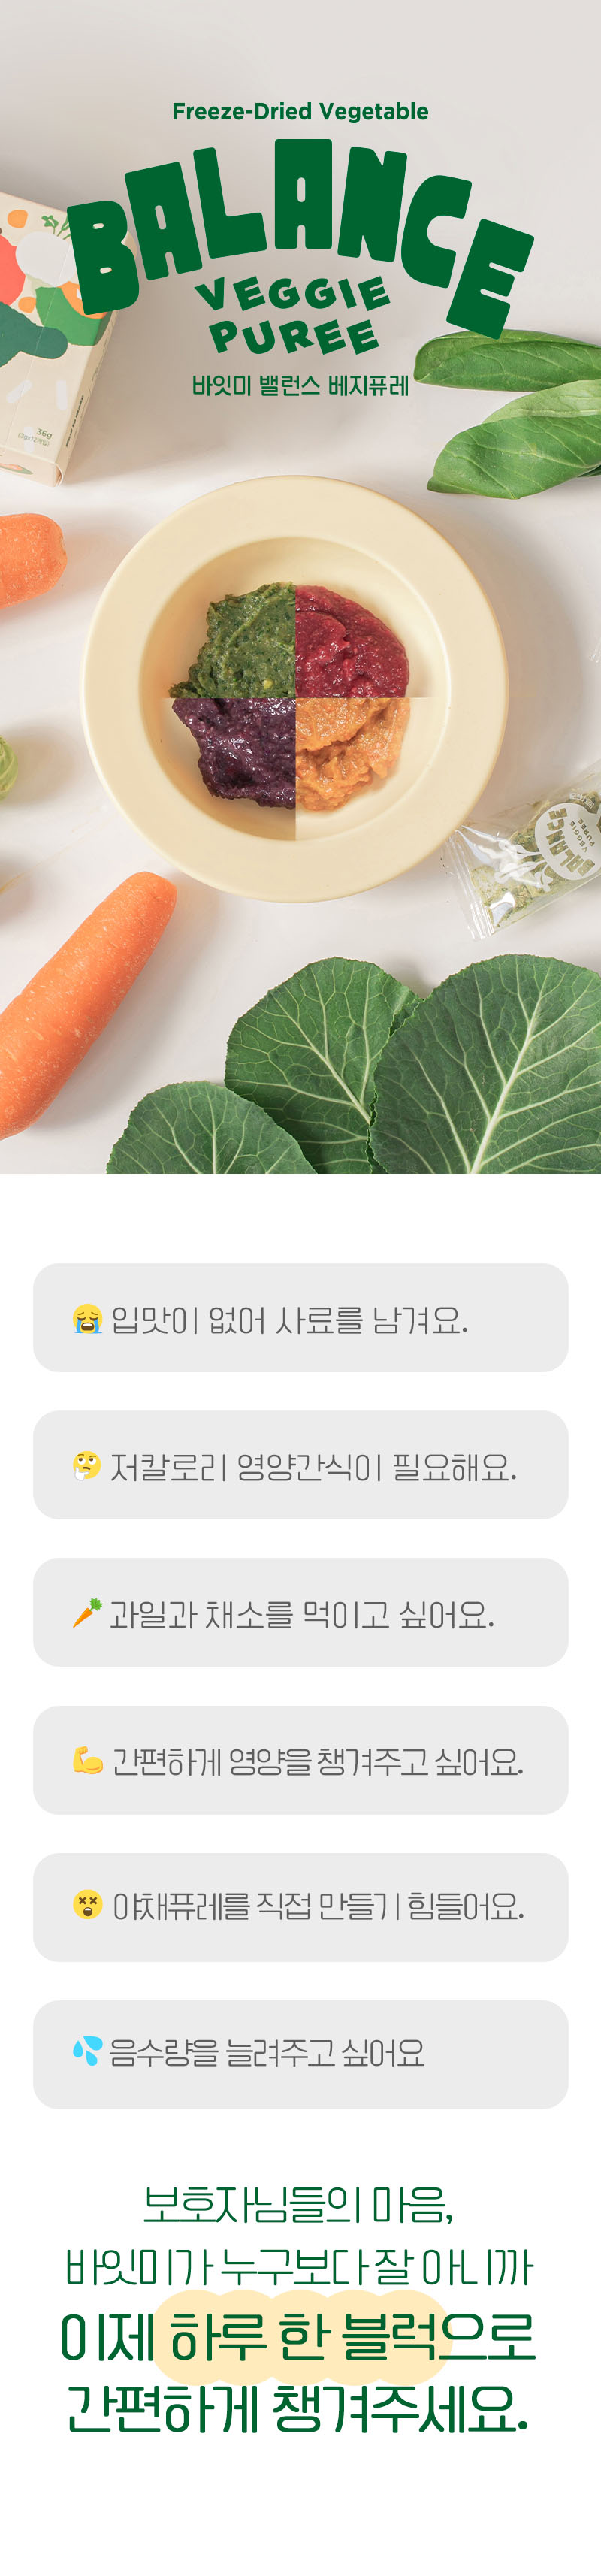 Freeze-Dried Vegetable
BALANCE
VEGGIE
PUREE
바잇미 밸런스 베지퓨레
36g
BALANCE
VEGGIE
PUREE
😭 입맛이 없어 사료를 남겨요.
🤔 저칼로리 영양간식이 필요해요.
🥕 과일과 채소를 먹이고 싶어요.
💪 간편하게 영양을 챙겨주고 싶어요.
😵 야채퓨레를 직접 만들기 힘들어요.
💦 음수량을 늘려주고 싶어요
보호자님들의 마음,
바잇미가 누구보다 잘 아니까
이제 하루 한 블럭으로
간편하게 챙겨주세요.